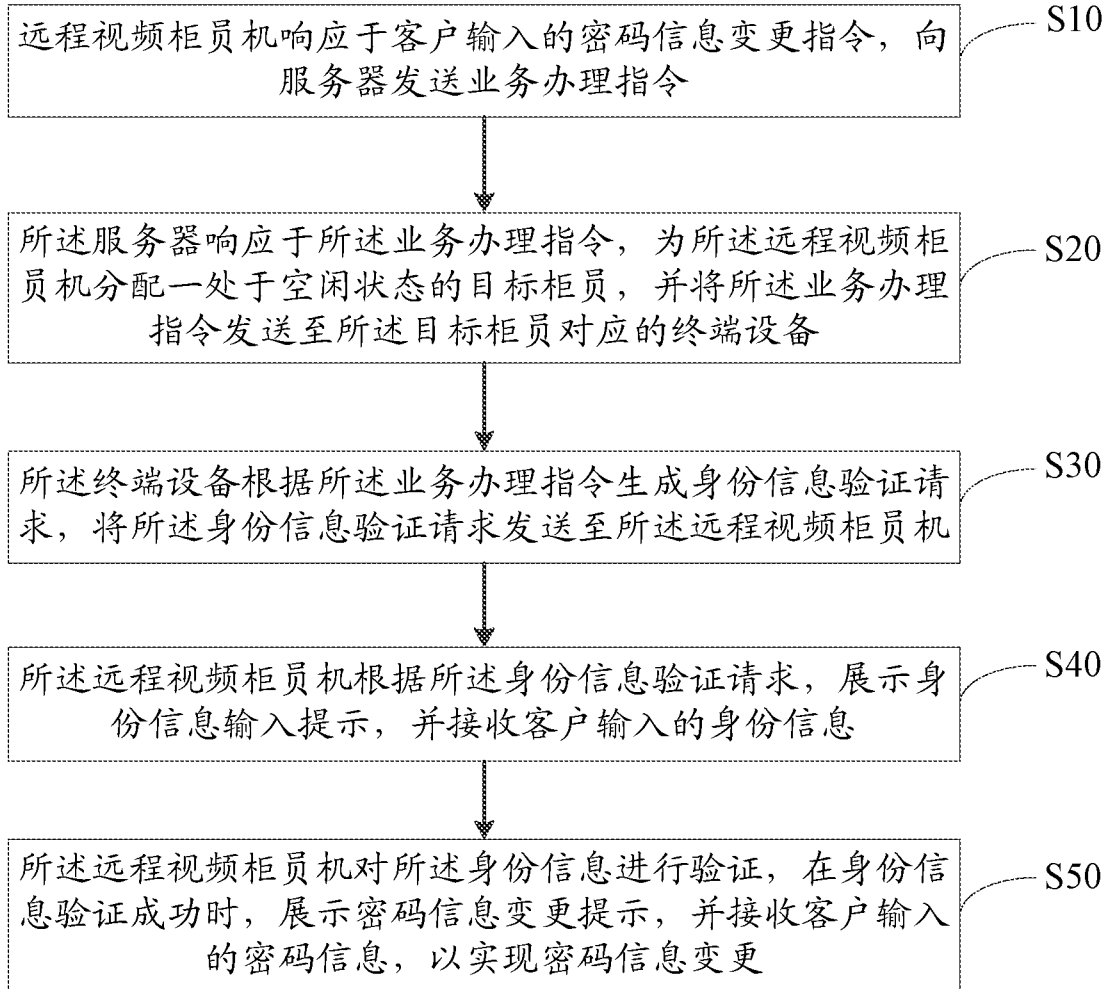 远程视频柜员机响应于客户输入的密码信息变更指令，向
服务器发送业务办理指令
S10
所述服务器响应于所述业务办理指令，为所述远程视频柜
员机分配一处于空闲状态的目标柜员，并将所述业务办理
指令发送至所述目标柜员对应的终端设备
S20
所述终端设备根据所述业务办理指令生成身份信息验证请
求，将所述身份信息验证请求发送至所述远程视频柜员机
S30
所述远程视频柜员机根据所述身份信息验证请求，展示身
份信息输入提示，并接收客户输入的身份信息
S40
所述远程视频柜员机对所述身份信息进行验证，在身份信
息验证成功时，展示密码信息变更提示，并接收客户输入
的密码信息，以实现密码信息变更
S50